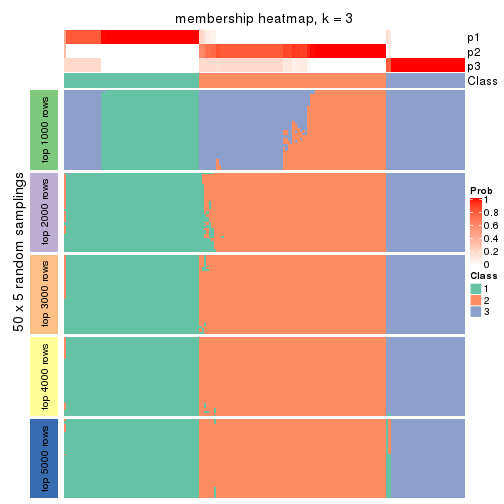 membership heatmap, k = 3
p1
p2
p3
Class
50 x 5 random samplings
top 1000 rows
top 2000 rows
top 3000 rows
top 4000 rows
top 5000 rows
Prob
1
0.8
0.6
0.4
0.2
0
Class
1
2
3